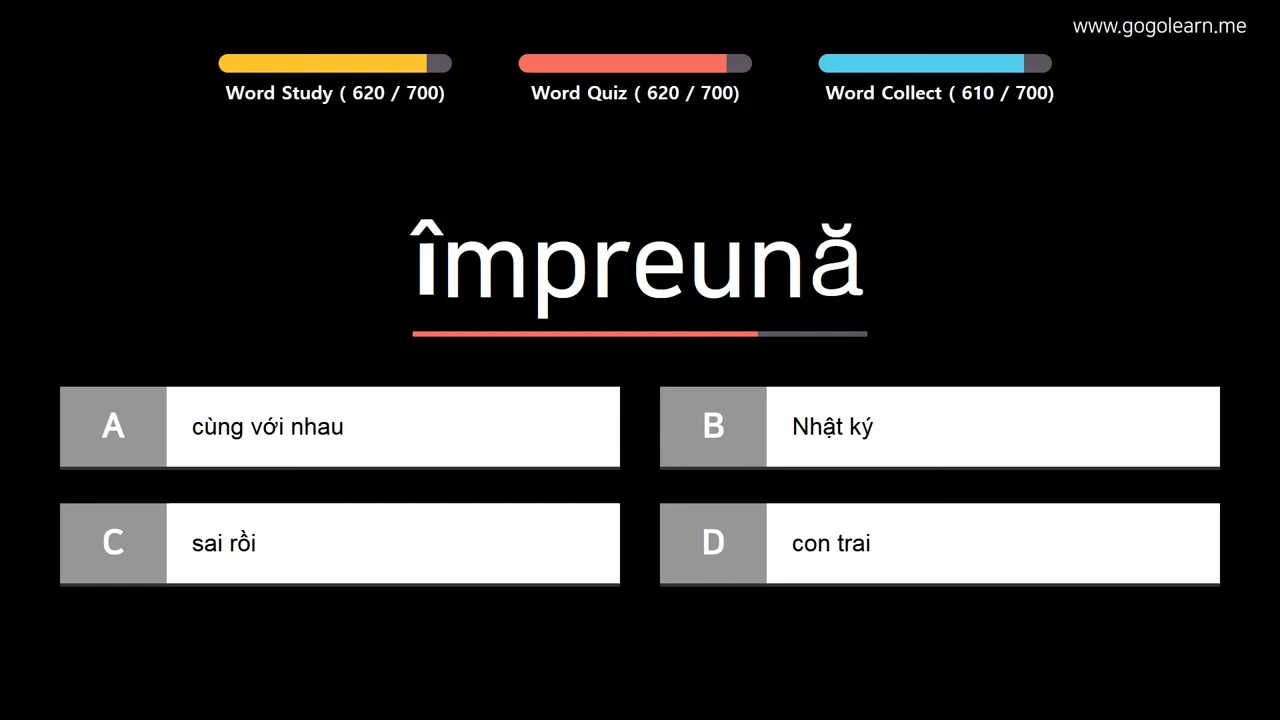 www.gogolearn.me
Word Study ( 620 / 700)
Word Quiz ( 620 / 700)
Word Collect ( 610 / 700)
împreună
A
cùng với nhau
B
Nhật ký
C
sai rồi
D
con trai